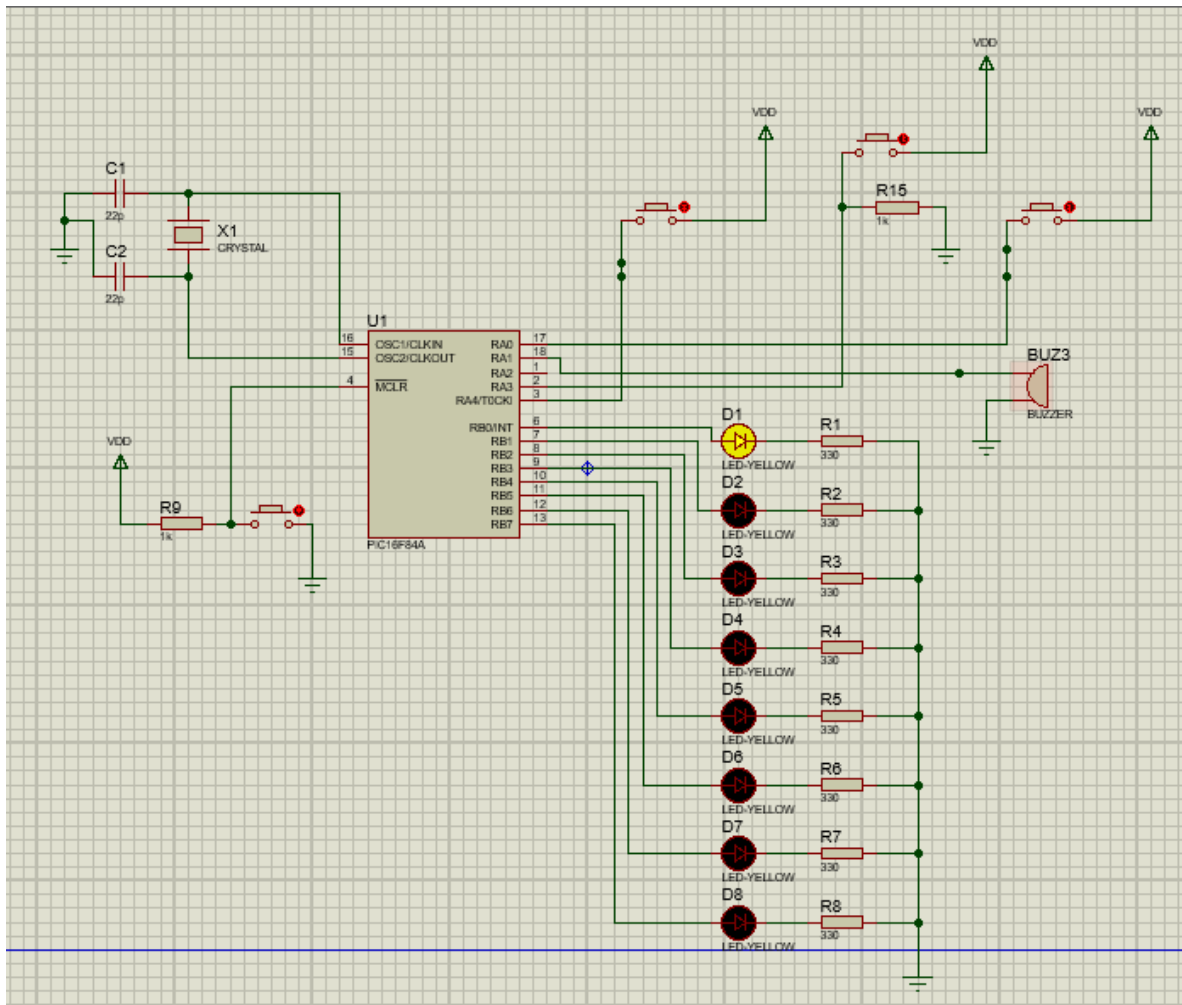 VDD
VDD
VDD
C1
22p
X1
CRYSTAL
C2
22p
R15
1k
U1
16
15
4
OSC1/CLKIN
OSC2/CLKOUT
MCLR
RA0
RA1
RA2
RA3
RA4/T0CKI
RB0/INT
RB1
RB2
RB3
RB4
RB5
RB6
RB7
17
18
1
2
3
6
7
8
9
10
11
12
13
PIC16F84A
BUZ3
BUZZER
VDD
R9
1k
D1
LED-YELLOW
R1
330
D2
LED-YELLOW
R2
330
D3
LED-YELLOW
R3
330
D4
LED-YELLOW
R4
330
D5
LED-YELLOW
R5
330
D6
LED-YELLOW
R6
330
D7
LED-YELLOW
R7
330
D8
LED-YELLOW
R8
330